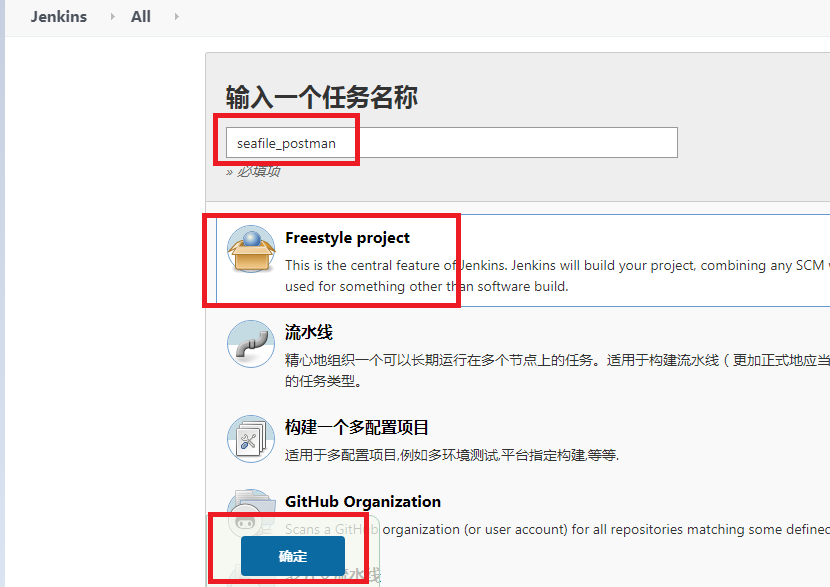 Jenkins All
输入一个任务名称
seafile_postman
» 必填项
Freestyle project
This is the central feature of Jenkins. Jenkins will build your project, combining any SCM
used for something other than software build.
流水线
精心地组织一个可以长期运行在多个节点上的任务。适用于构建流水线（更加正式地应当
的任务类型。
构建一个多配置项目
适用于多配置项目,例如多环境测试,平台指定构建,等等.
GitHub Organization
Scans a GitHub organization (or user account) for all repositories matching some defined
确定
流水线